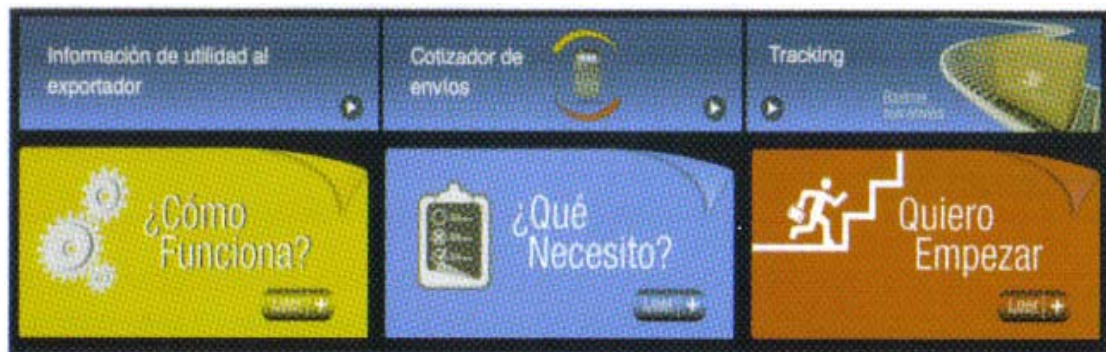 Información de utilidad al
exportador
Cotizador de
envíos
Tracking
¿Cómo
Funciona?
Leer +
¿Qué
Necesito?
Leer +
Quiero
Empezar
Leer +